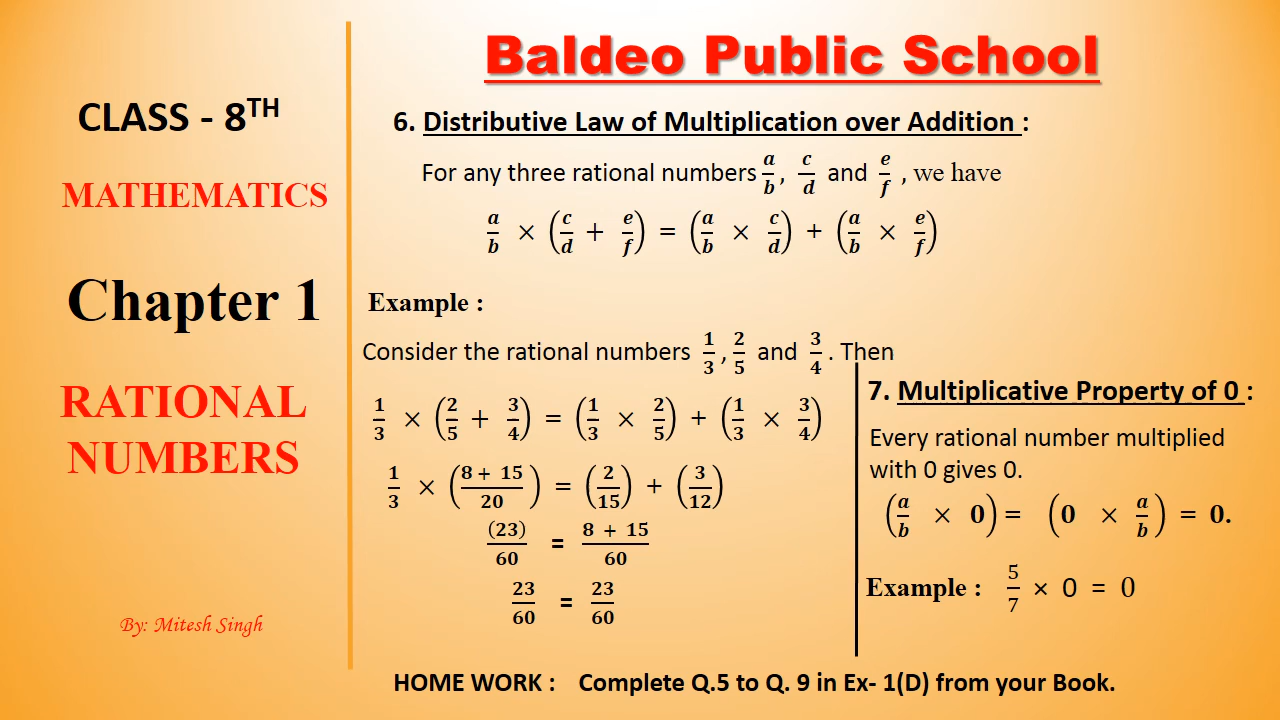 Baldeo Public School
CLASS - 8TH
MATHEMATICS
Chapter 1
RATIONAL
NUMBERS
By: Mitesh Singh
6. Distributive Law of Multiplication over Addition :
For any three rational numbers a/b, c/d and e/f , we have
a/b × (c/d + e/f) = (a/b × c/d) + (a/b × e/f)
Example :
Consider the rational numbers 1/3 , 2/5 and 3/4 . Then
1/3 × (2/5 + 3/4) = (1/3 × 2/5) + (1/3 × 3/4)
1/3 × ((8 + 15)/20) = (2/15) + (3/12)
(23)/60 = (8 + 15)/60
23/60 = 23/60
7. Multiplicative Property of 0 :
Every rational number multiplied
with 0 gives 0.
(a/b × 0) = (0 × a/b) = 0.
Example : 5/7 × 0 = 0
HOME WORK : Complete Q.5 to Q. 9 in Ex- 1(D) from your Book.